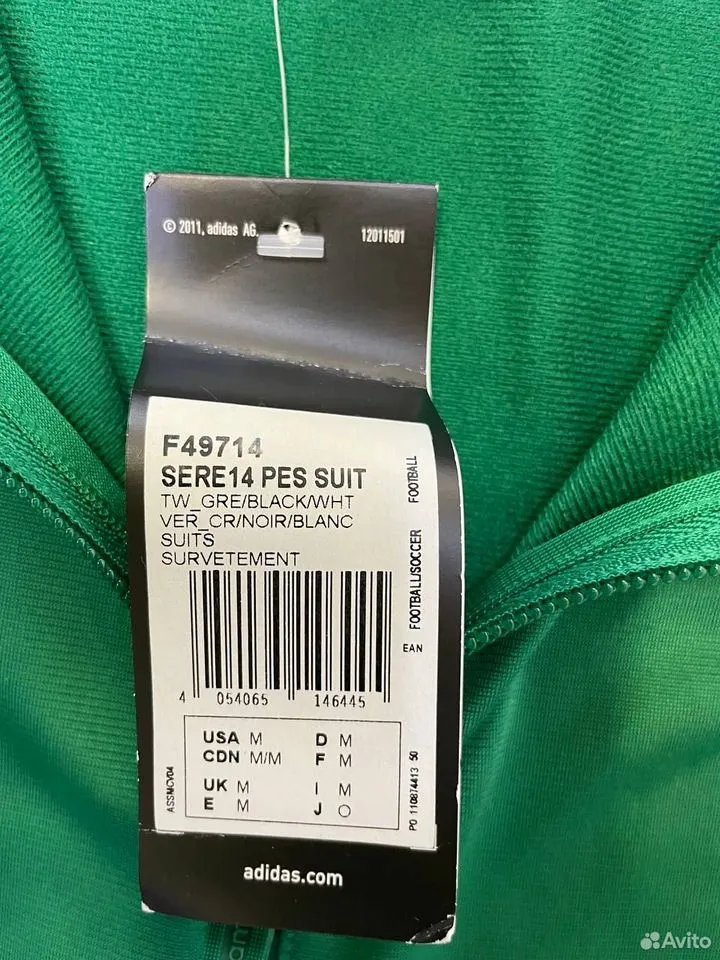 © 2011, adidas AG.
12011501
F49714
SERE14 PES SUIT
TW_GRE/BLACK/WHT
VER_CR/NOIR/BLANC
SUITS
SURVETEMENT
FOOTBALL/SOCCER FOOTBALL
EAN
4 054065 146445
USA M D M
CDN M/M F M
UK M I M
E M J O
ASSMCV04
PO 110874413 50
adidas.com
Avito